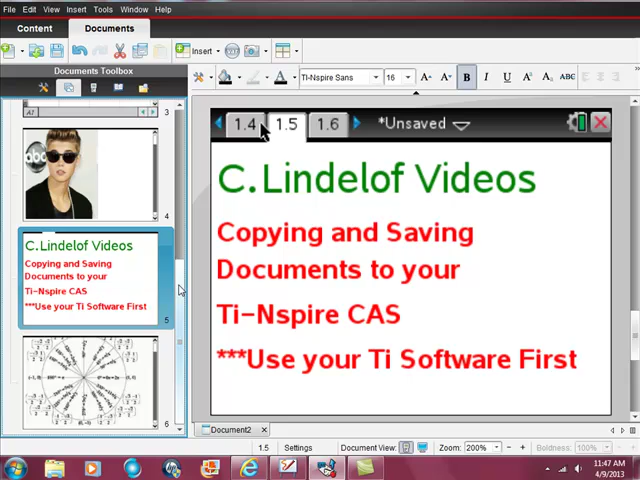 File Edit View Insert Tools Window Help
Content Documents
Insert
Documents Toolbox
TI-Nspire Sans 16 A+ A- B I U A ABC
A7
3
abc
4
C.Lindelof Videos
Copying and Saving
Documents to your
Ti-Nspire CAS
***Use your Ti Software First
5
6
1.4 1.5 1.6 *Unsaved
C.Lindelof Videos
Copying and Saving
Documents to your
Ti-Nspire CAS
***Use your Ti Software First
Document2
1.5 Settings Document View: Zoom: 200% Boldness: 100%
11:47 AM
4/9/2013